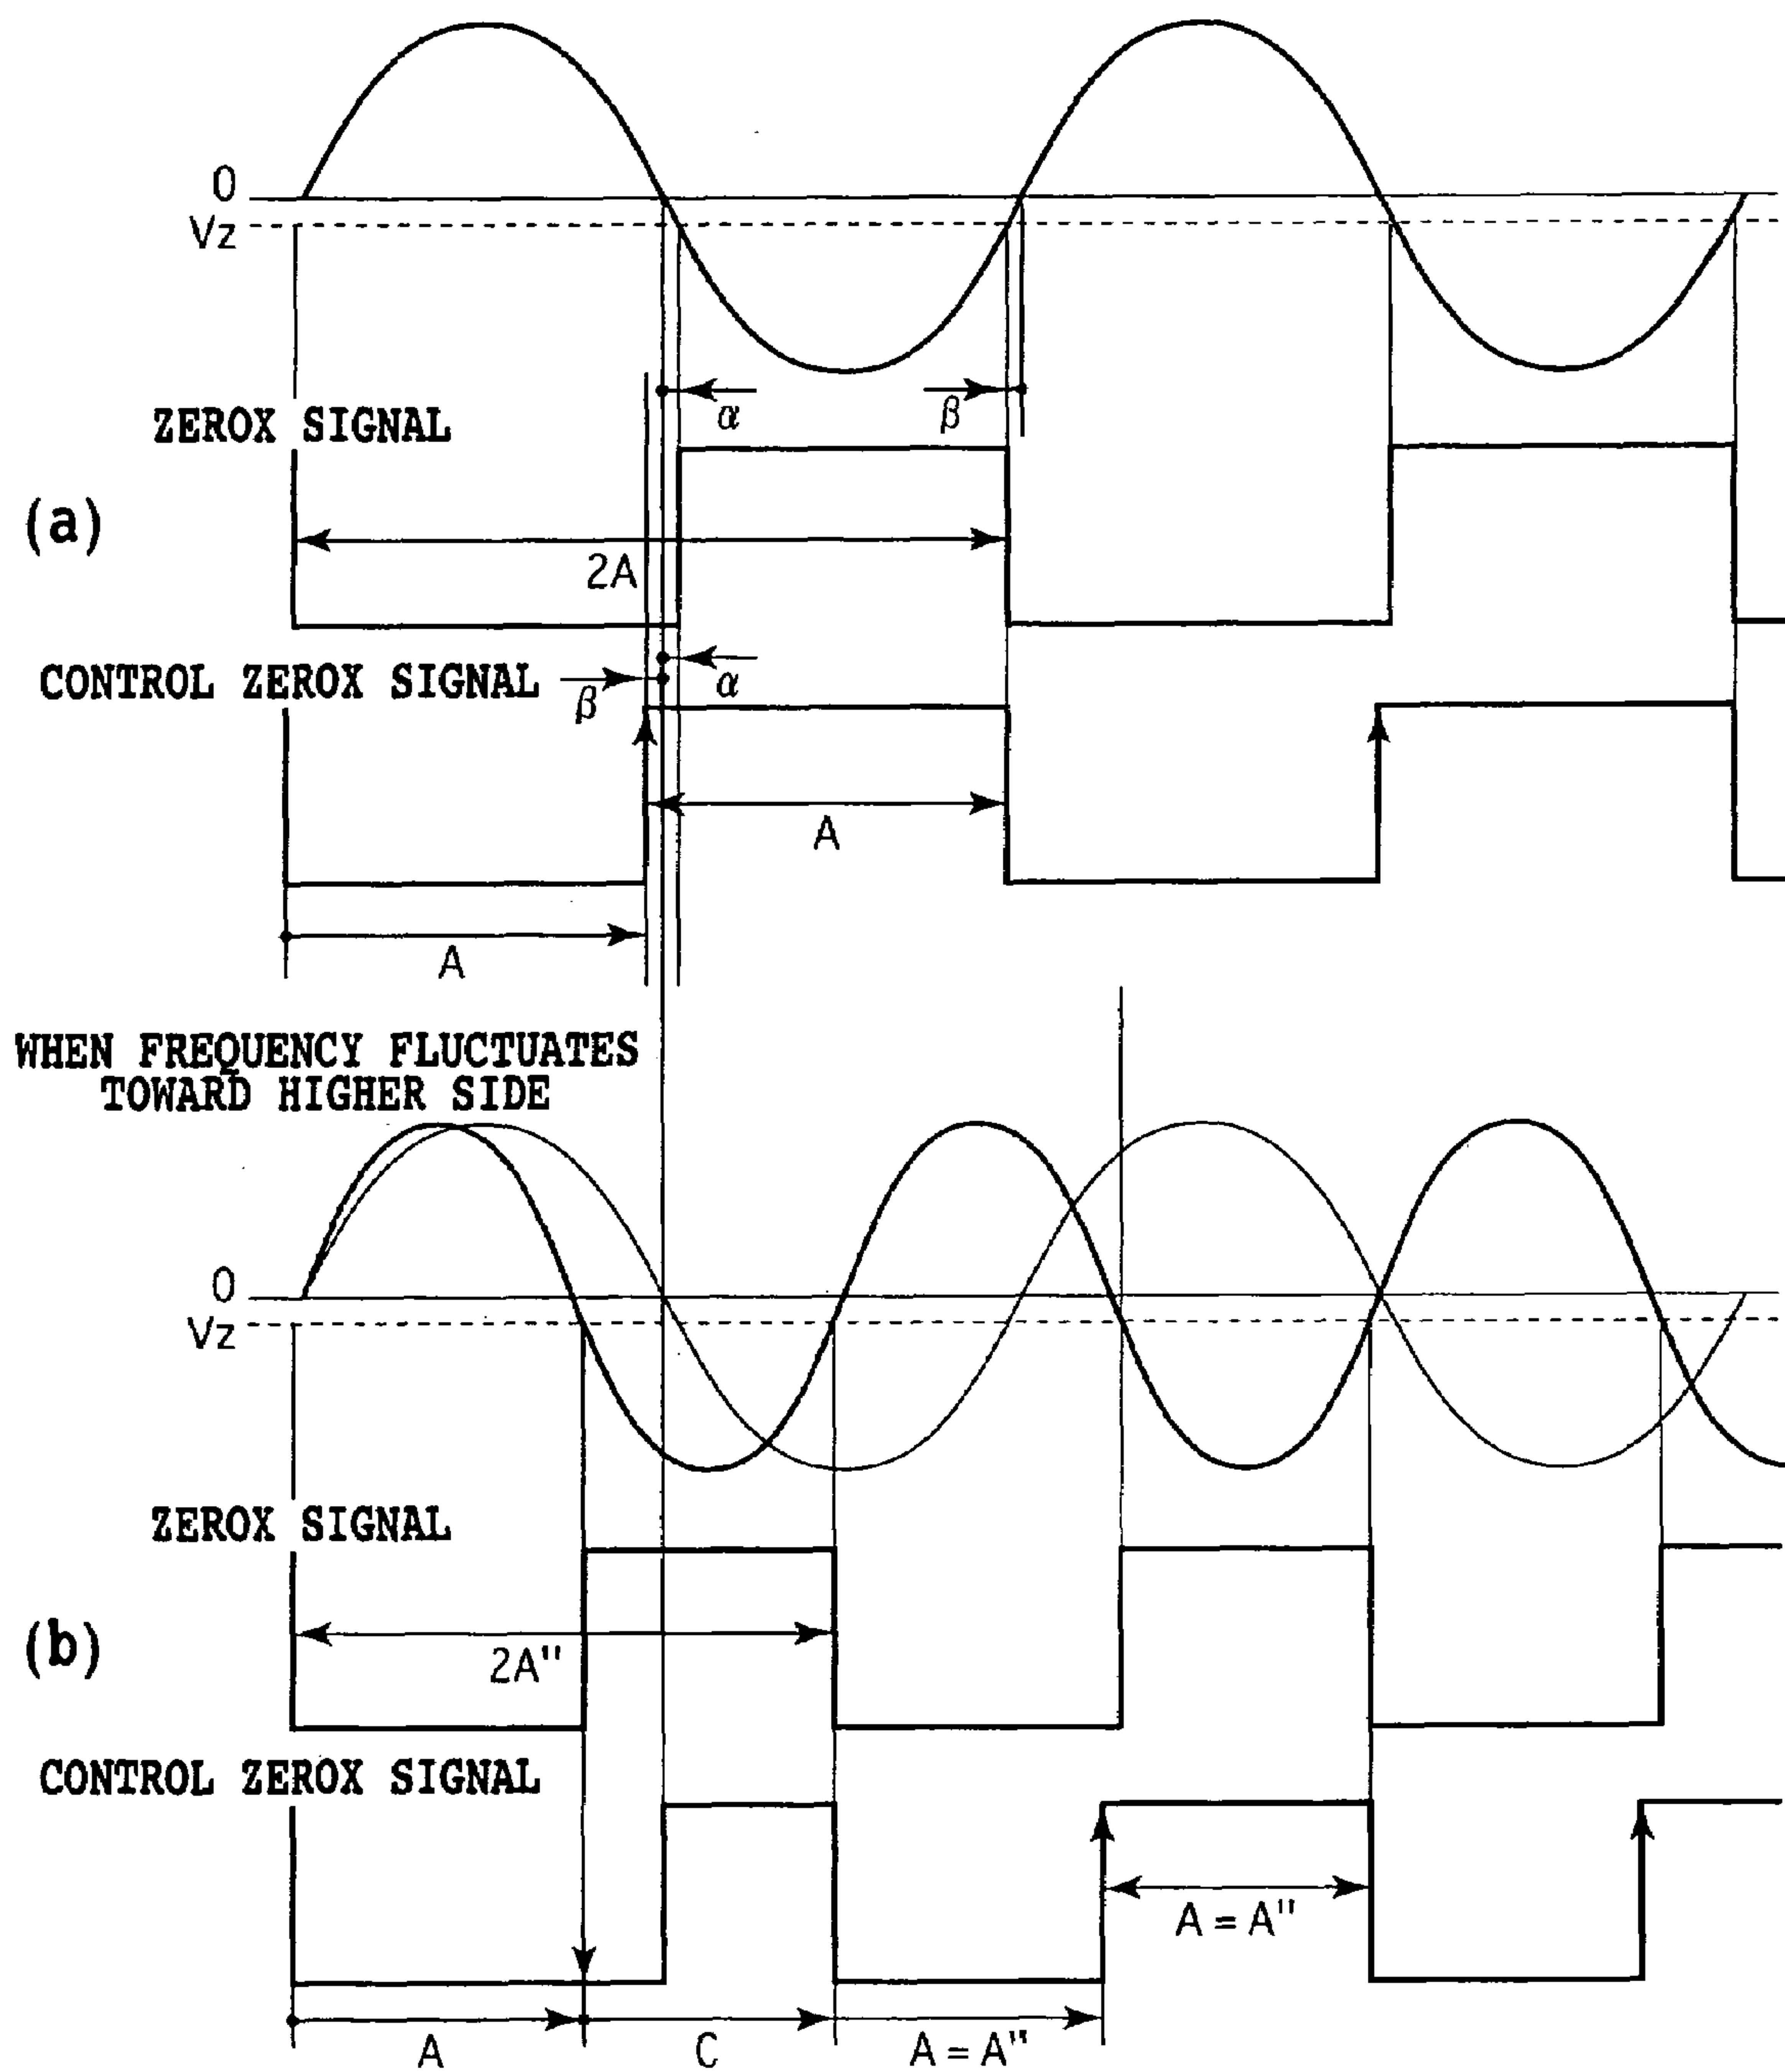 0
Vz
α
β
ZEROX SIGNAL
(a)
2A
CONTROL ZEROX SIGNAL
α
β
A
A
WHEN FREQUENCY FLUCTUATES
TOWARD HIGHER SIDE
0
Vz
ZEROX SIGNAL
(b)
2A"
CONTROL ZEROX SIGNAL
A = A"
A
C
A = A"